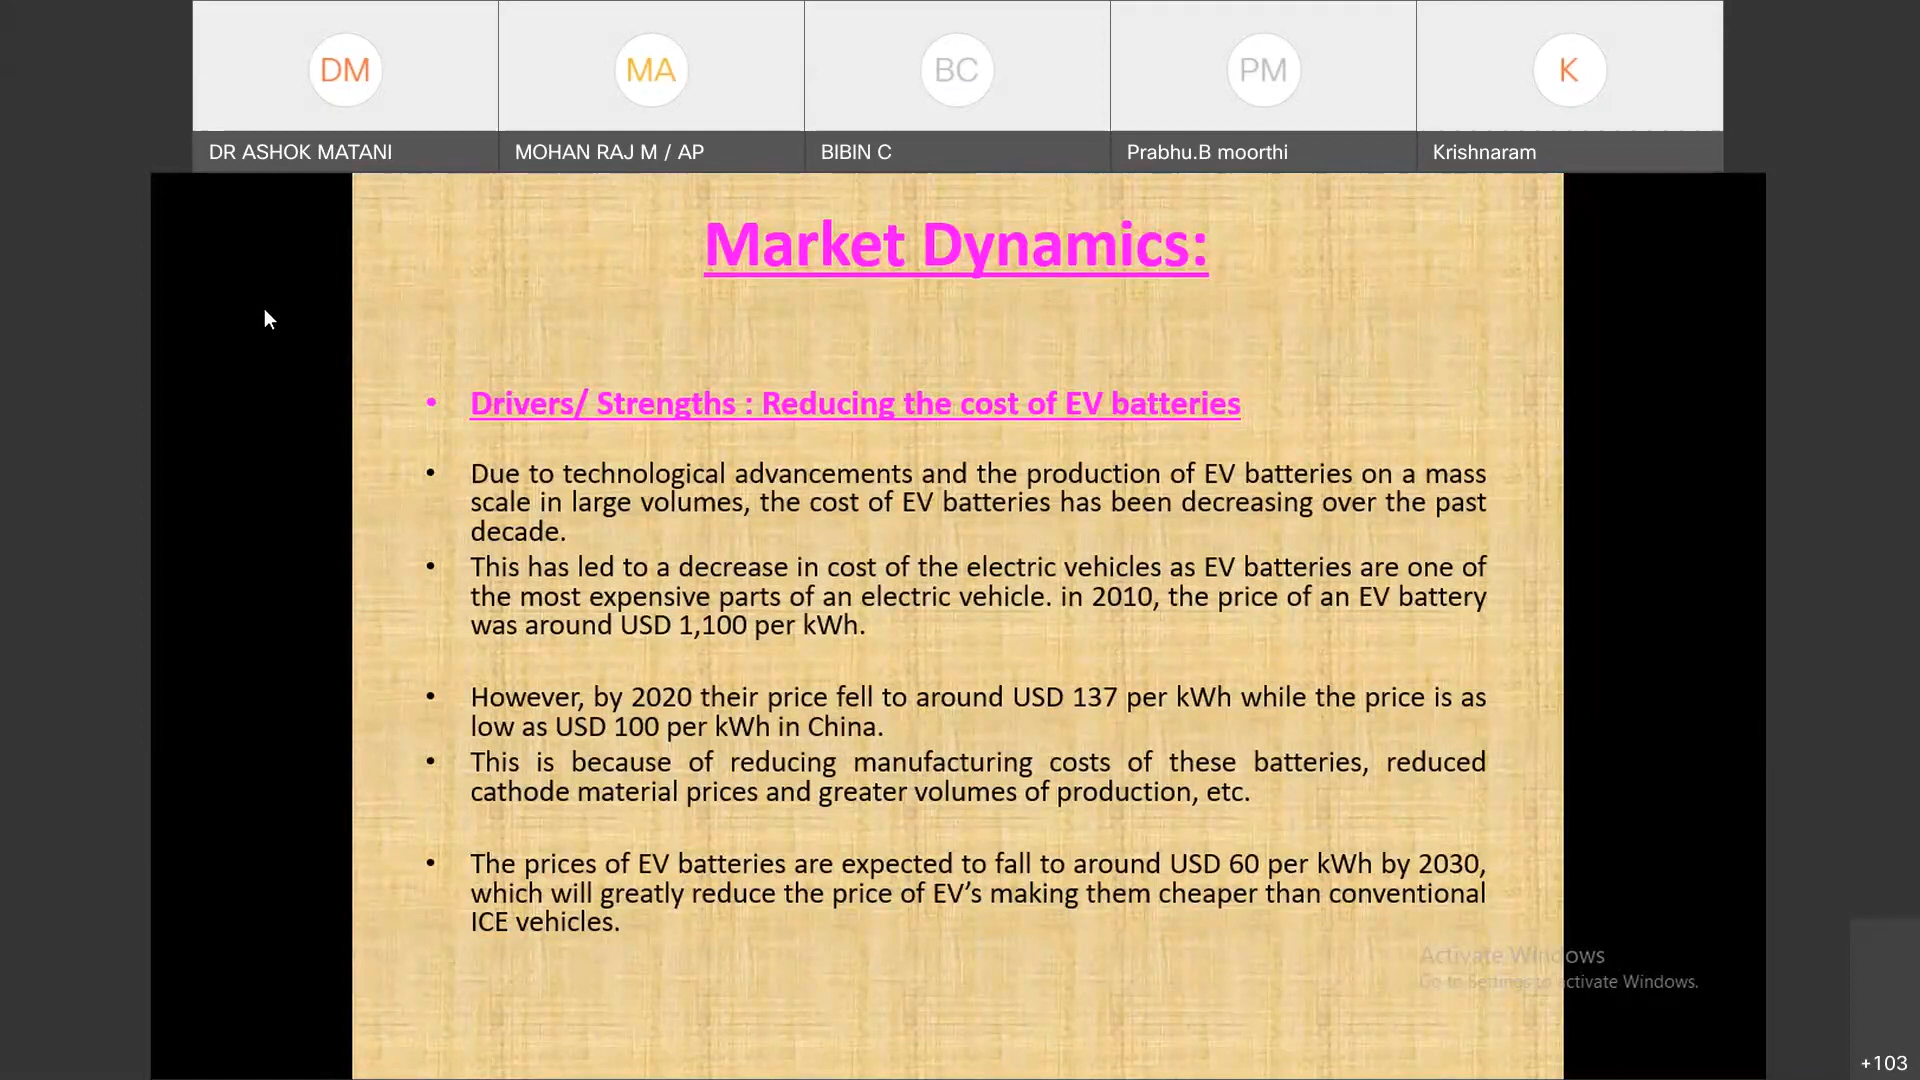 DM
MA
BC
PM
K
DR ASHOK MATANI
MOHAN RAJ M / AP
BIBIN C
Prabhu.B moorthi
Krishnaram
Market Dynamics:
• Drivers/ Strengths : Reducing the cost of EV batteries
• Due to technological advancements and the production of EV batteries on a mass
scale in large volumes, the cost of EV batteries has been decreasing over the past
decade.
• This has led to a decrease in cost of the electric vehicles as EV batteries are one of
the most expensive parts of an electric vehicle. in 2010, the price of an EV battery
was around USD 1,100 per kWh.
• However, by 2020 their price fell to around USD 137 per kWh while the price is as
low as USD 100 per kWh in China.
• This is because of reducing manufacturing costs of these batteries, reduced
cathode material prices and greater volumes of production, etc.
• The prices of EV batteries are expected to fall to around USD 60 per kWh by 2030,
which will greatly reduce the price of EV’s making them cheaper than conventional
ICE vehicles.
Activate Windows
Go to Settings to activate Windows.
+103